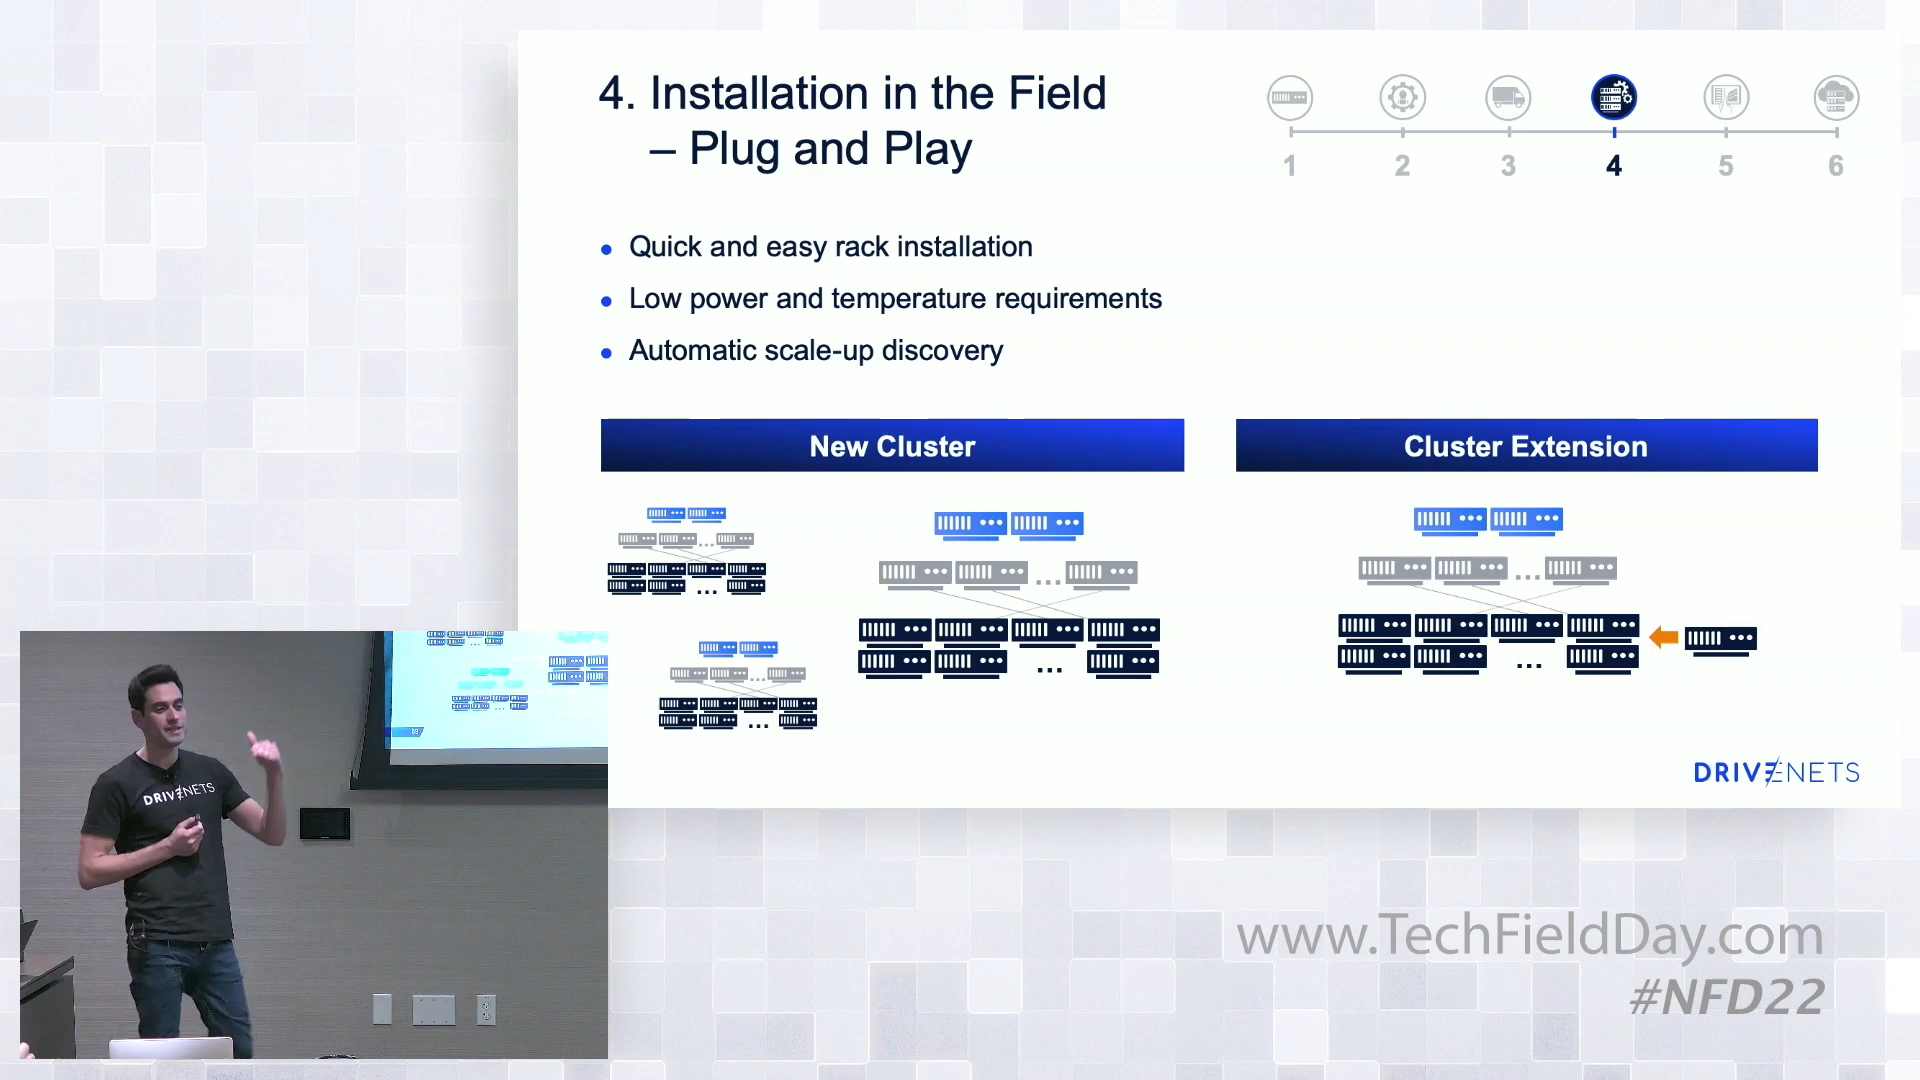 4. Installation in the Field
– Plug and Play
1 2 3 4 5 6
• Quick and easy rack installation
• Low power and temperature requirements
• Automatic scale-up discovery
New Cluster
Cluster Extension
...
...
...
...
...
...
...
...
DRIVENETS
DRIVENETS
www.TechFieldDay.com
#NFD22